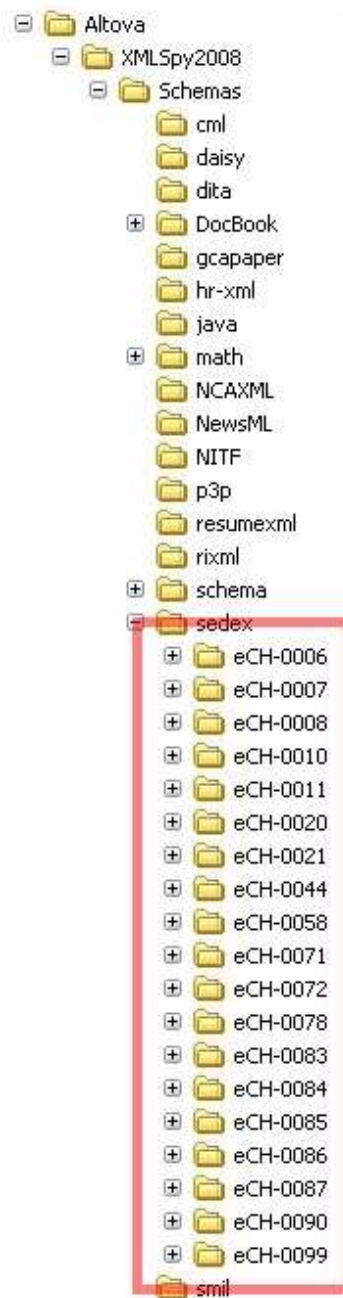 Altova
XMLSpy2008
Schemas
cml
daisy
dita
DocBook
gcapaper
hr-xml
java
math
NCAXML
NewsML
NITF
p3p
resumexml
rixml
schema
sedex
eCH-0006
eCH-0007
eCH-0008
eCH-0010
eCH-0011
eCH-0020
eCH-0021
eCH-0044
eCH-0058
eCH-0071
eCH-0072
eCH-0078
eCH-0083
eCH-0084
eCH-0085
eCH-0086
eCH-0087
eCH-0090
eCH-0099
smil